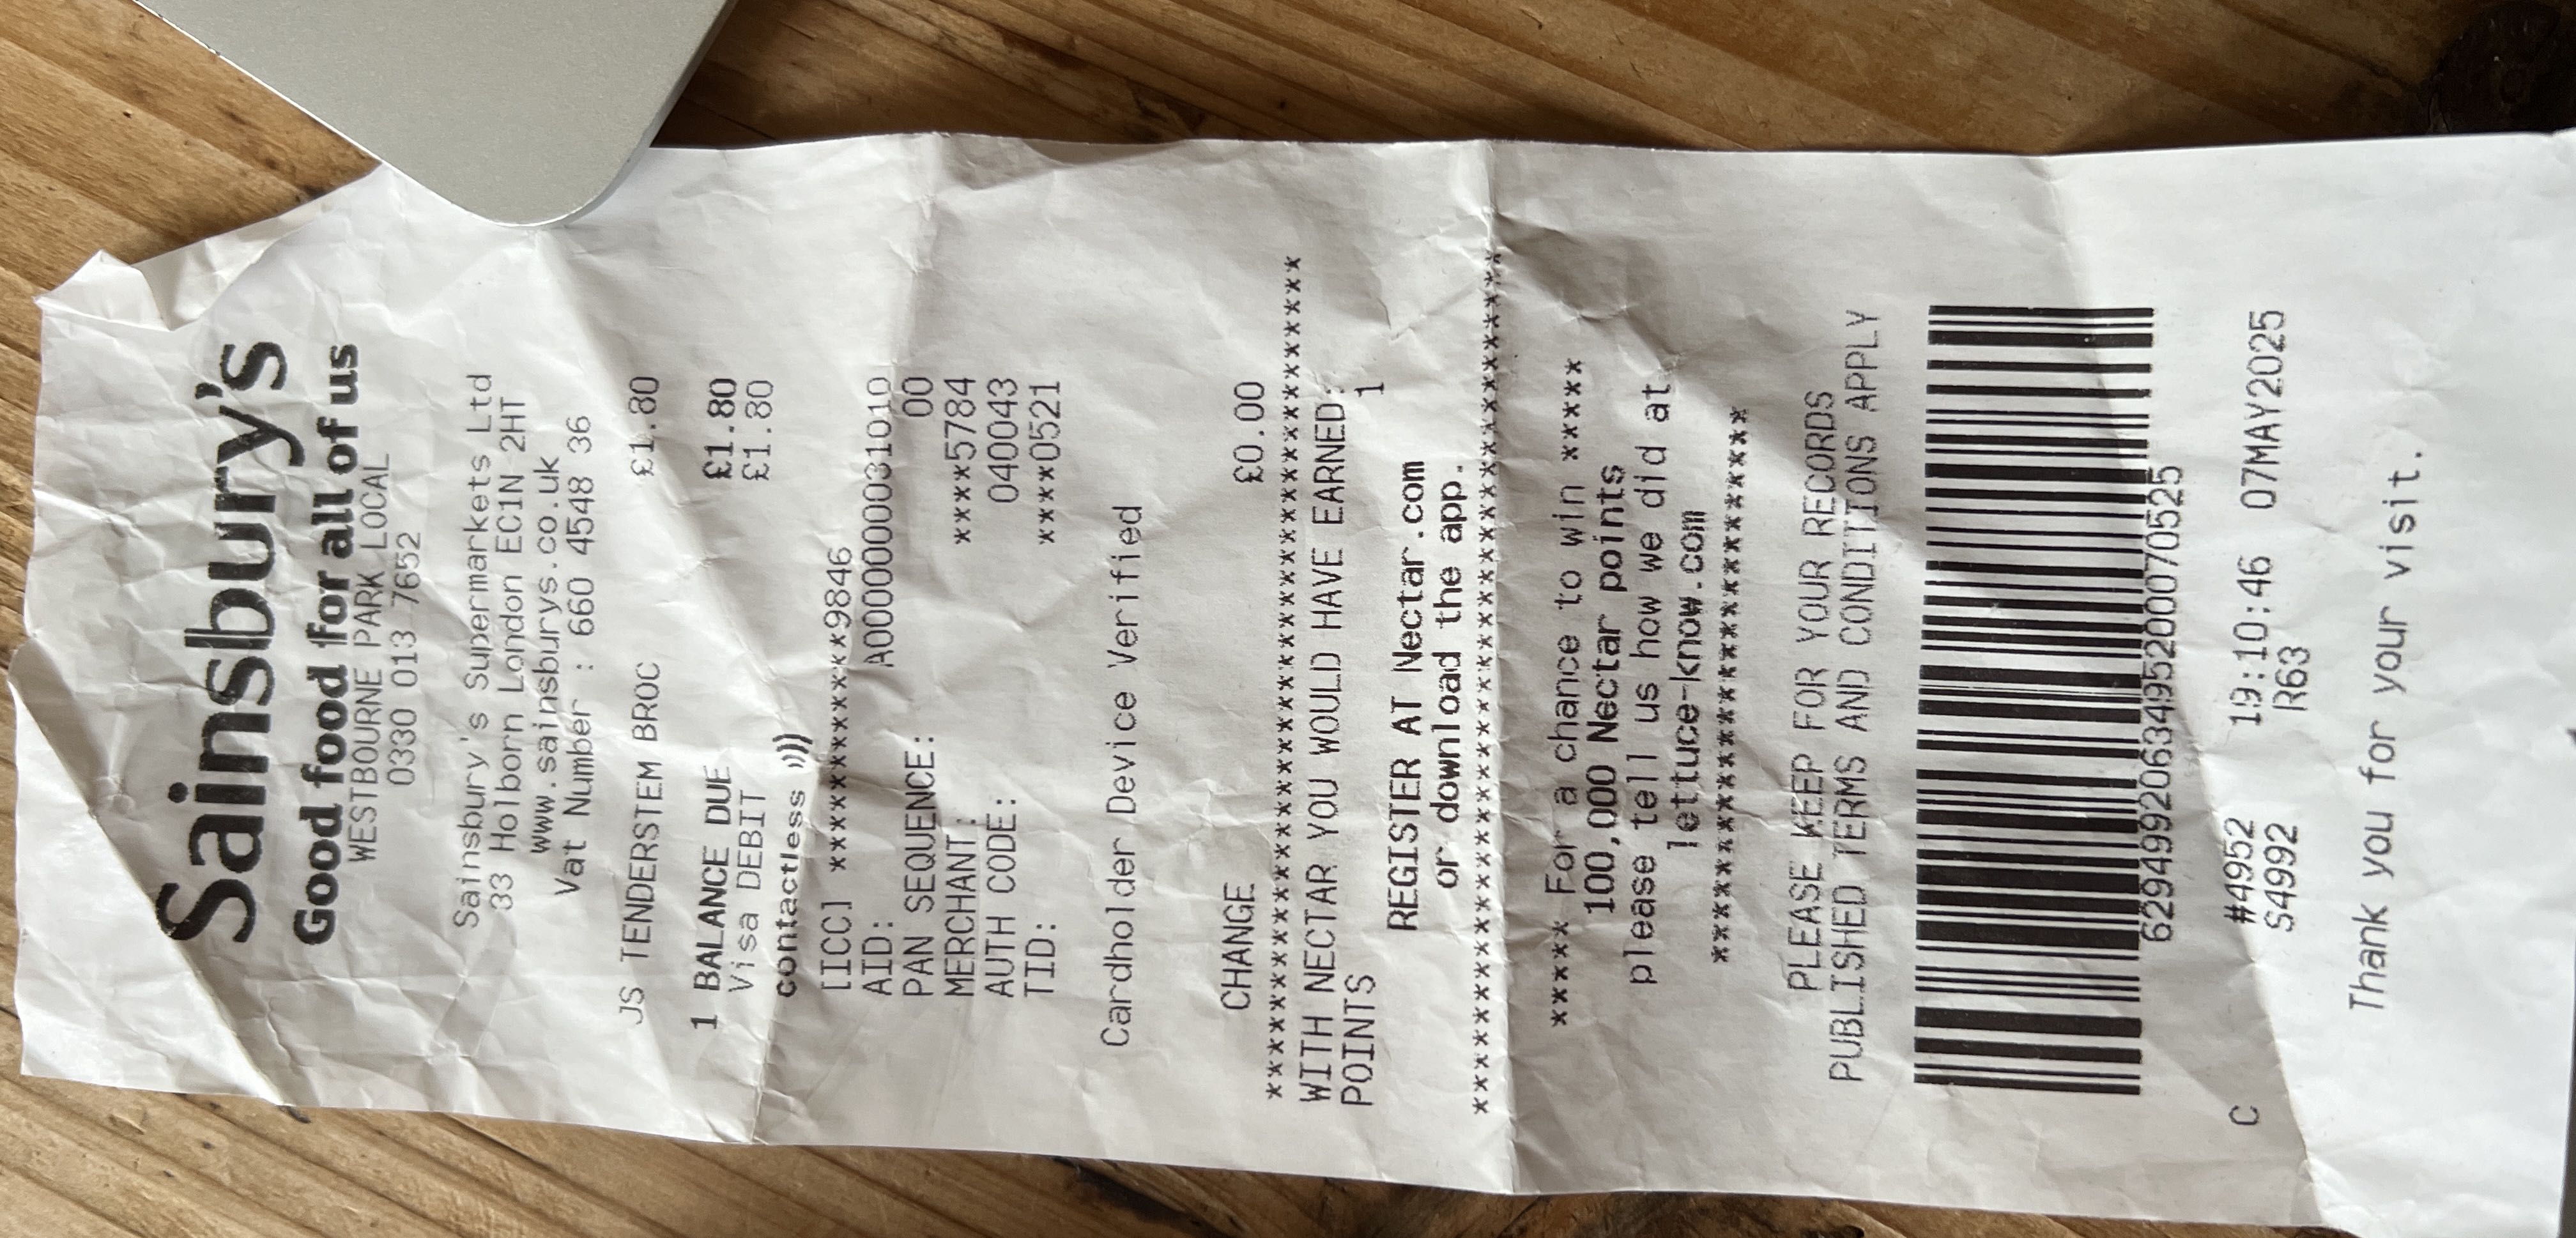 Sainsbury's
Good food for all of us
WESTBOURNE PARK LOCAL
0330 013 7652
Sainsbury's Supermarkets Ltd
33 Holborn London EC1N 2HT
www.sainsburys.co.uk
Vat Number : 660 4548 36
JS TENDERSTEM BROC £1.80
1 BALANCE DUE £1.80
Visa DEBIT £1.80
contactless
[ICC] ************9846
AID: A0000000031010
PAN SEQUENCE: 00
MERCHANT: ****5784
AUTH CODE: 040043
TID: ****0521
Cardholder Device Verified
CHANGE £0.00
****************************************
WITH NECTAR YOU WOULD HAVE EARNED:
POINTS 1
REGISTER AT Nectar.com
or download the app.
****************************************
***** For a chance to win *****
100,000 Nectar points
please tell us how we did at
lettuce-know.com
**************************
PLEASE KEEP FOR YOUR RECORDS
PUBLISHED TERMS AND CONDITIONS APPLY
6294992063495200070525
C #4952 19:10:46 07MAY2025
S4992 R63
Thank you for your visit.